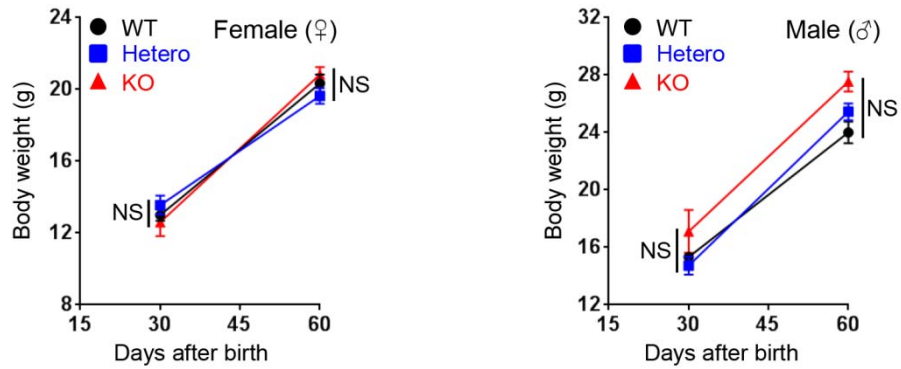 24
20
16
12
8
15
30
45
60
Body weight (g)
Days after birth
WT
Hetero
KO
Female (♀)
NS
NS
32
28
24
20
16
12
15
30
45
60
Body weight (g)
Days after birth
WT
Hetero
KO
Male (♂)
NS
NS